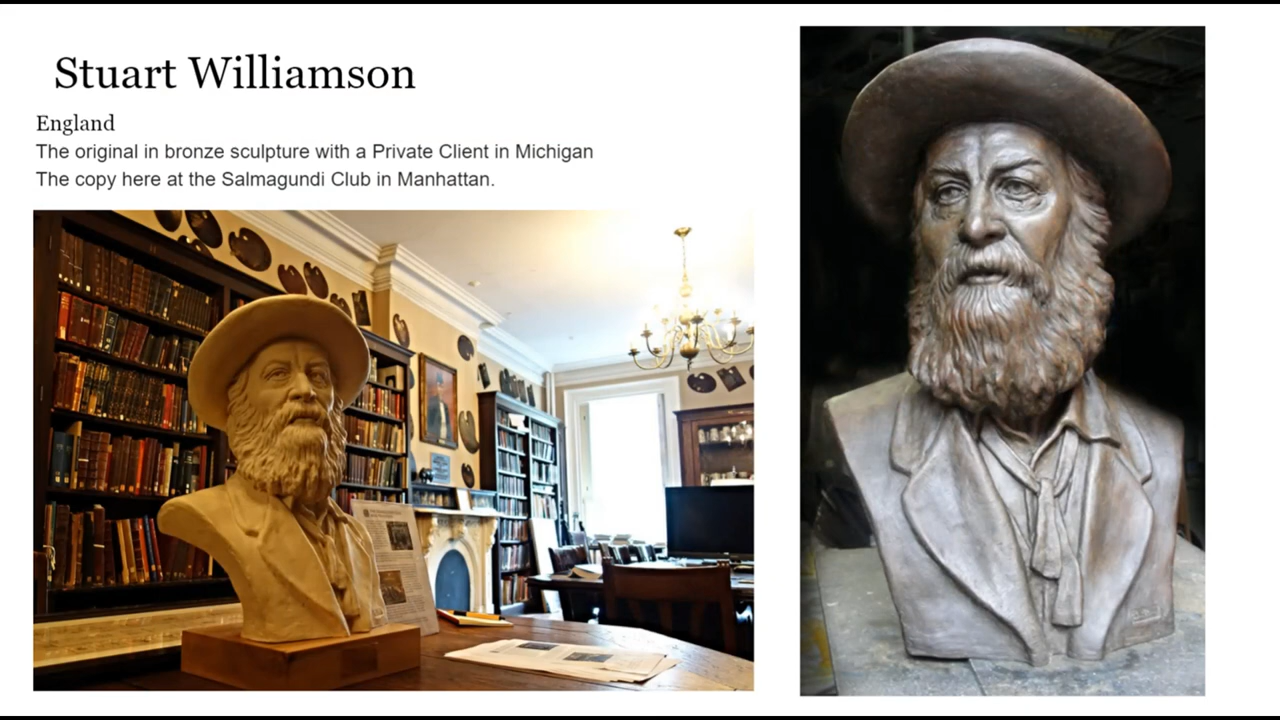 Stuart Williamson
England
The original in bronze sculpture with a Private Client in Michigan
The copy here at the Salmagundi Club in Manhattan.